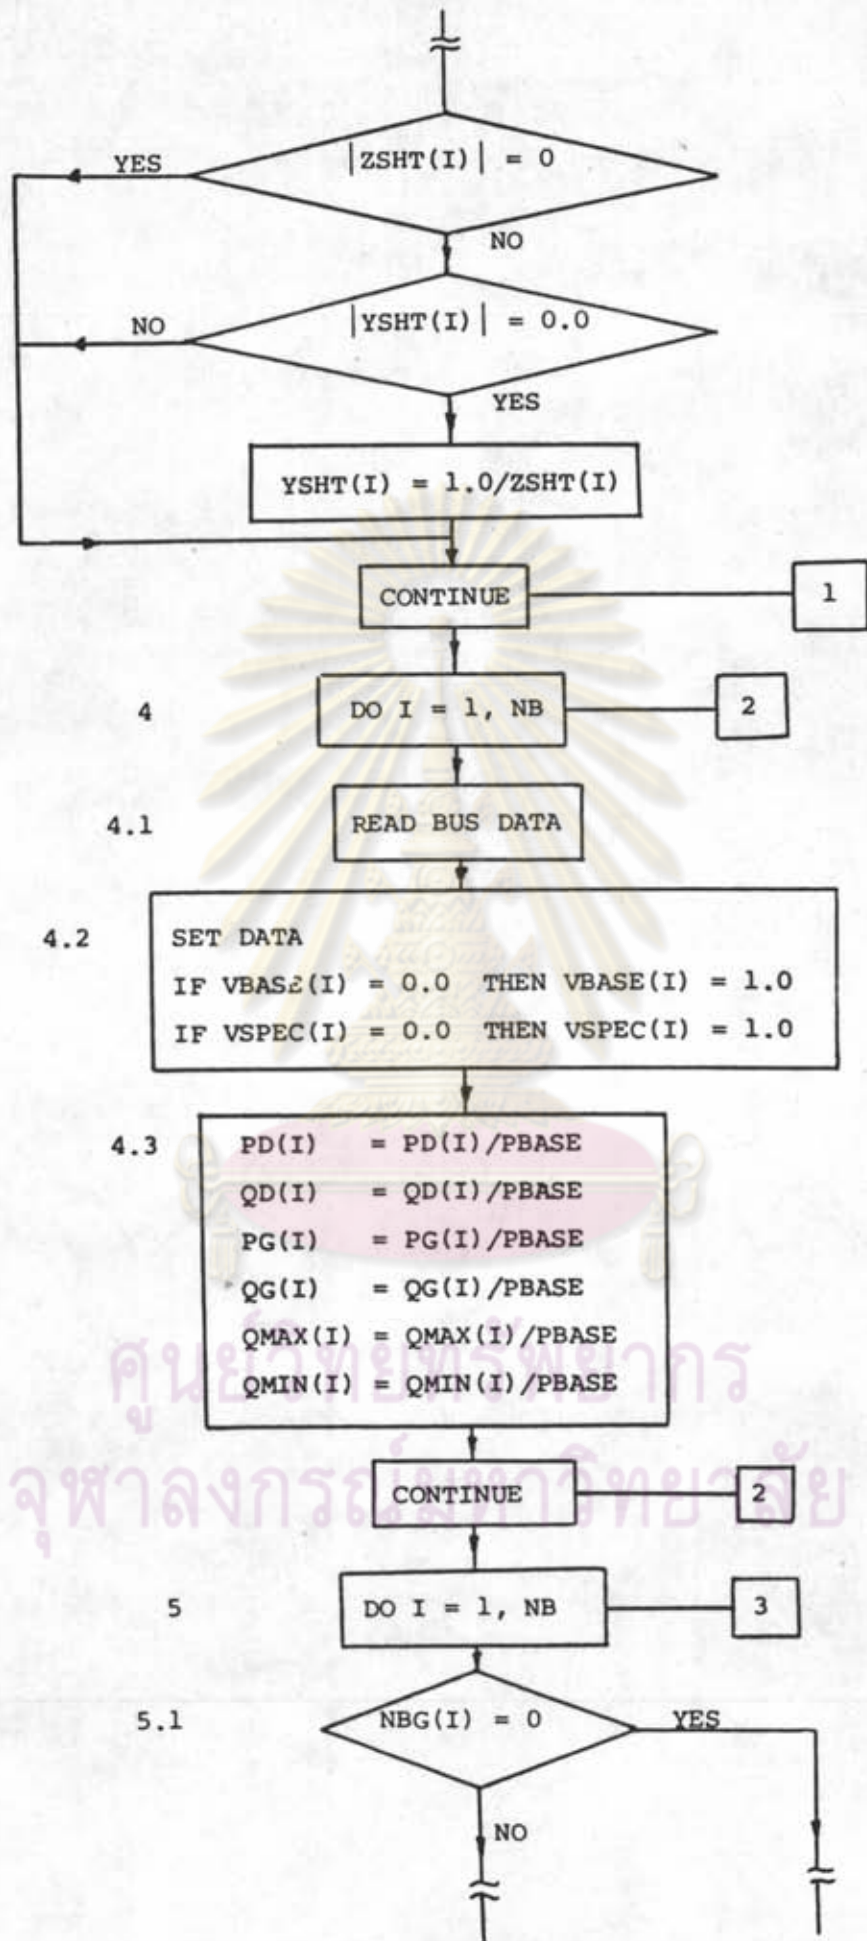 |ZSHT(I)| = 0
YES
NO
|YSHT(I)| = 0.0
NO
YES
YSHT(I) = 1.0/ZSHT(I)
CONTINUE
1
4
DO I = 1, NB
2
4.1
READ BUS DATA
4.2
SET DATA
IF VBASE(I) = 0.0 THEN VBASE(I) = 1.0
IF VSPEC(I) = 0.0 THEN VSPEC(I) = 1.0
4.3
PD(I) = PD(I)/PBASE
QD(I) = QD(I)/PBASE
PG(I) = PG(I)/PBASE
QG(I) = QG(I)/PBASE
QMAX(I) = QMAX(I)/PBASE
QMIN(I) = QMIN(I)/PBASE
ศูนย์วิทยทรัพยากร
CONTINUE
2
จุฬาลงกรณ์มหาวิทยาลัย
5
DO I = 1, NB
3
5.1
NBG(I) = 0
YES
NO